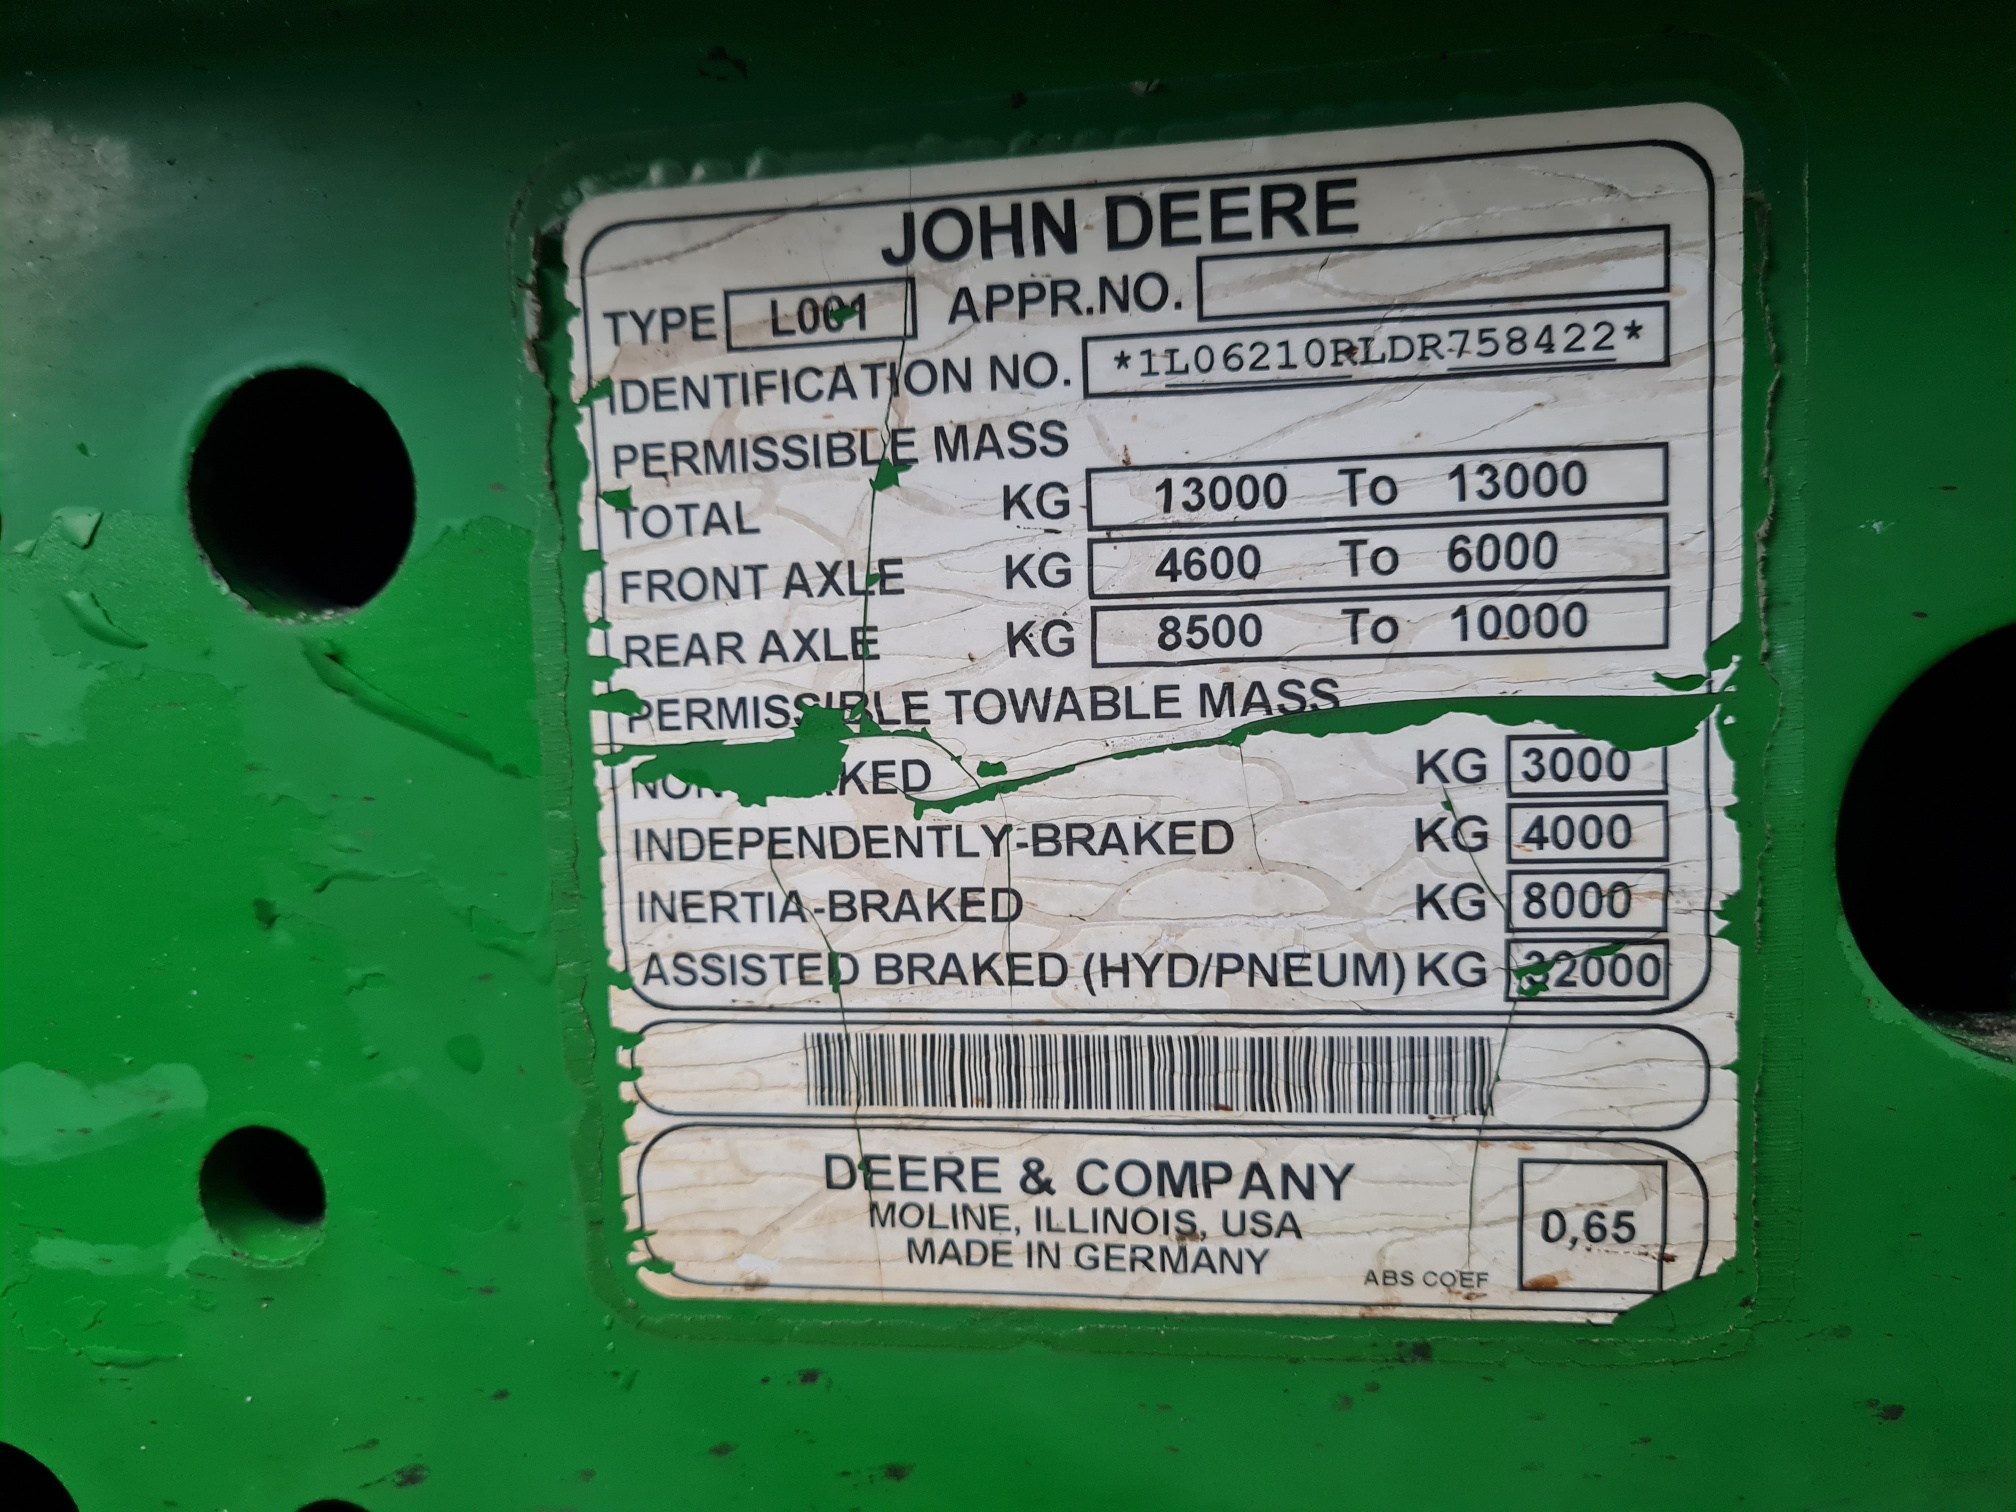 JOHN DEERE
TYPE L001 APPR.NO.
IDENTIFICATION NO. *1L06210RLDR758422*
PERMISSIBLE MASS
TOTAL KG 13000 To 13000
FRONT AXLE KG 4600 To 6000
REAR AXLE KG 8500 To 10000
PERMISSIBLE TOWABLE MASS
KG 3000
INDEPENDENTLY-BRAKED KG 4000
INERTIA-BRAKED KG 8000
ASSISTED BRAKED (HYD/PNEUM) KG 32000
DEERE & COMPANY
MOLINE, ILLINOIS, USA
MADE IN GERMANY
ABS COEF 0,65